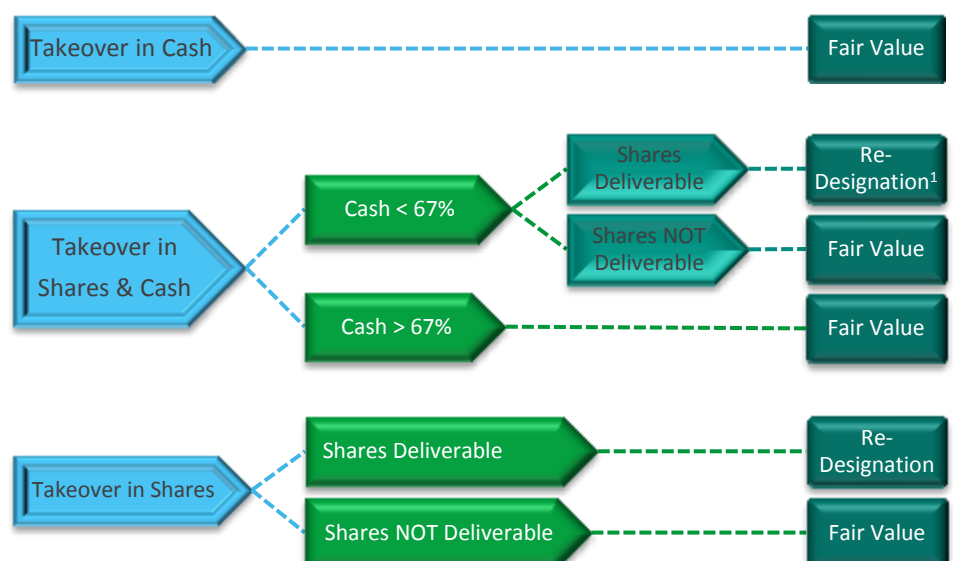 Takeover in Cash
Fair Value
Takeover in
Shares & Cash
Cash < 67%
Shares
Deliverable
Re-
Designation¹
Shares NOT
Deliverable
Fair Value
Cash > 67%
Fair Value
Takeover in Shares
Shares Deliverable
Re-
Designation
Shares NOT Deliverable
Fair Value